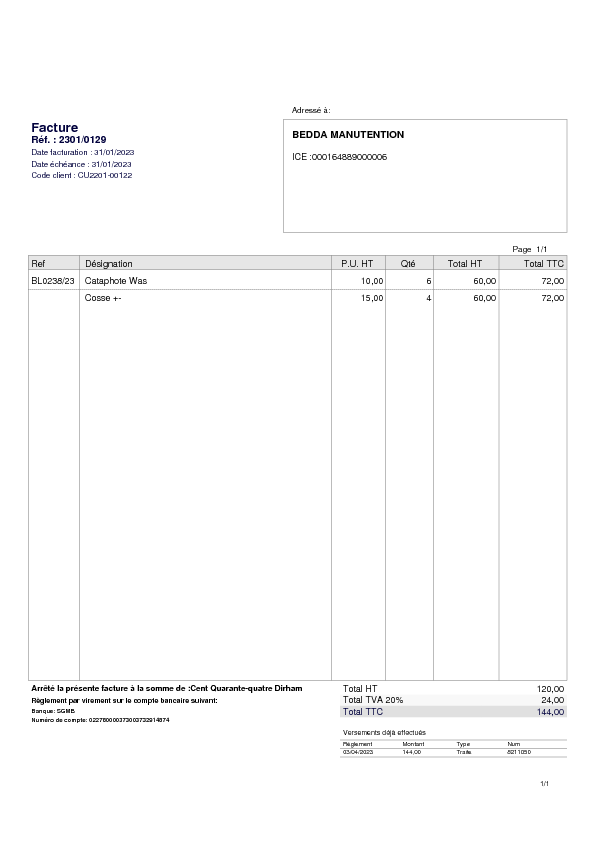 Adressé à:
Facture
Réf. : 2301/0129
Date facturation : 31/01/2023
Date échéance : 31/01/2023
Code client : CU2201-00122
BEDDA MANUTENTION
ICE :000164889000006
Page 1/1
Ref Désignation P.U. HT Qté Total HT Total TTC
BL0238/23 Cataphote Was 10,00 6 60,00 72,00
Cosse +- 15,00 4 60,00 72,00
Arrêté la présente facture à la somme de :Cent Quarante-quatre Dirham
Règlement par virement sur le compte bancaire suivant:
Banque: SGMB
Numéro de compte:
Total HT 120,00
Total TVA 20% 24,00
Total TTC 144,00
Versements déjà effectués
Règlement Montant Type Num
03/04/2023 144,00 Traite 8211050
1/1